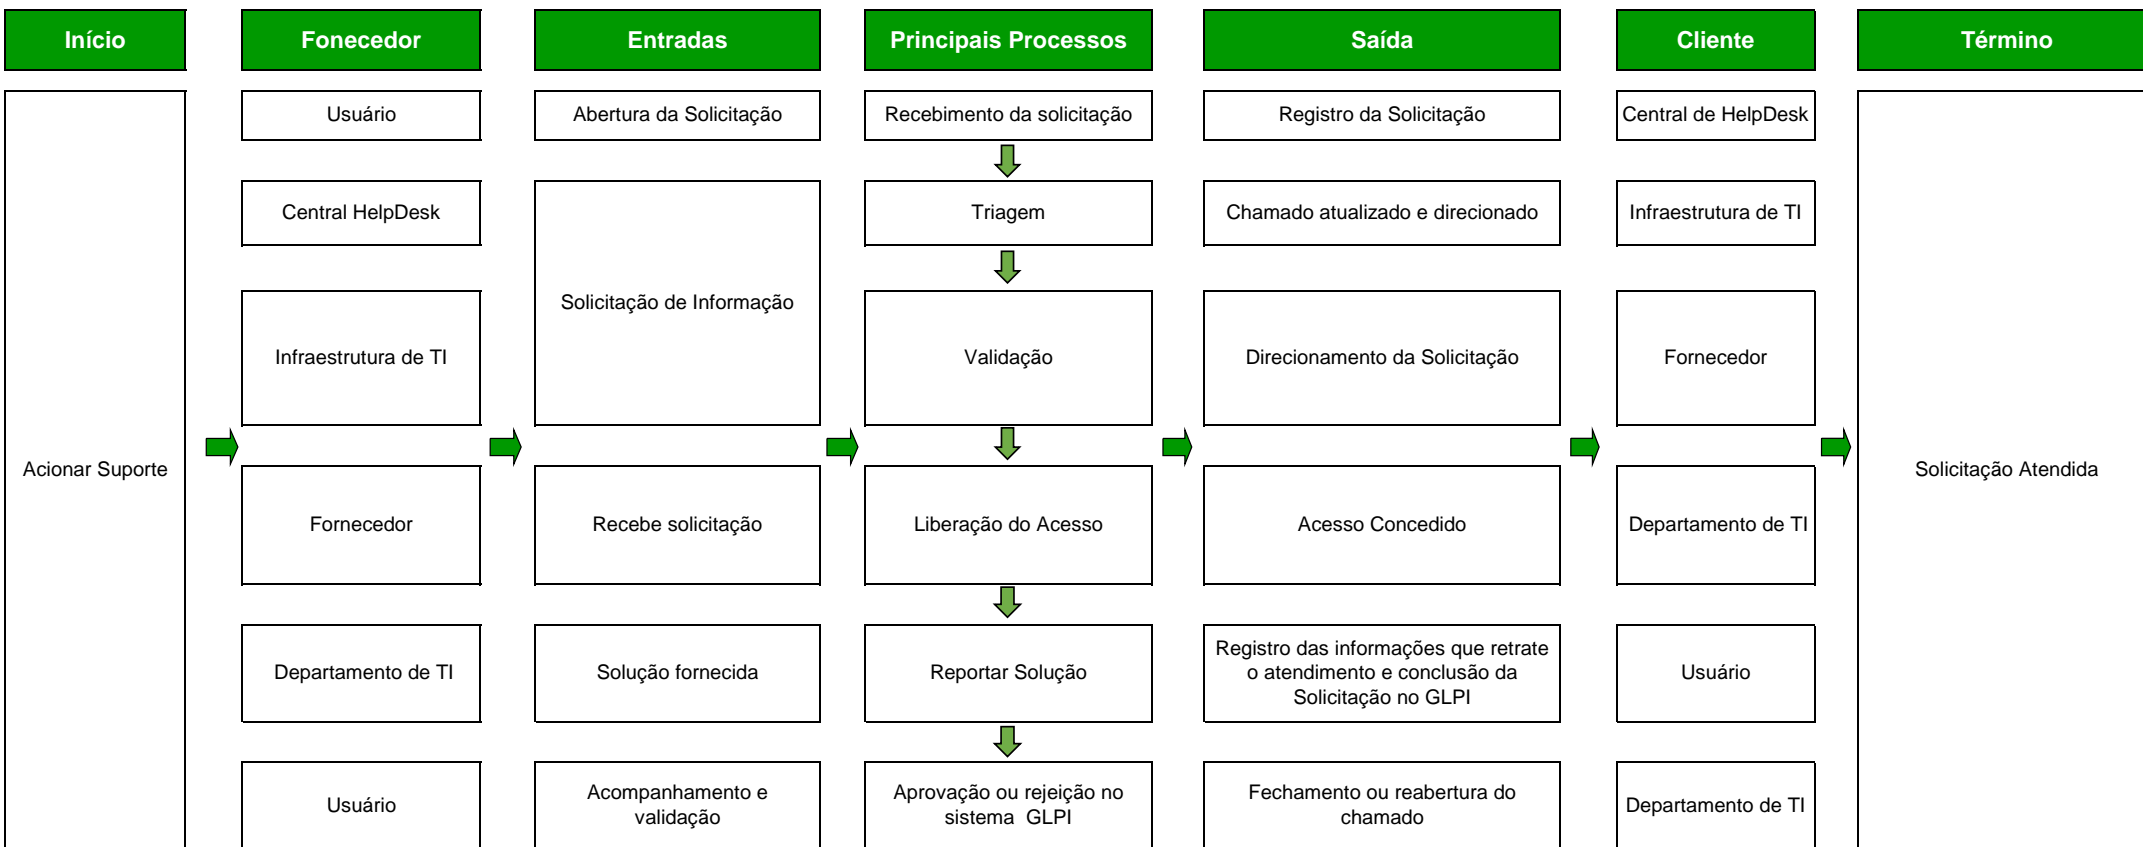 Início
Fonecedor
Entradas
Principais Processos
Saída
Cliente
Término
Usuário
Abertura da Solicitação
Recebimento da solicitação
Registro da Solicitação
Central de HelpDesk
Central HelpDesk
Triagem
Chamado atualizado e direcionado
Infraestrutura de TI
Solicitação de Informação
Infraestrutura de TI
Validação
Direcionamento da Solicitação
Fornecedor
Acionar Suporte
Solicitação Atendida
Fornecedor
Recebe solicitação
Liberação do Acesso
Acesso Concedido
Departamento de TI
Departamento de TI
Solução fornecida
Reportar Solução
Registro das informações que retrate
o atendimento e conclusão da
Solicitação no GLPI
Usuário
Usuário
Acompanhamento e
validação
Aprovação ou rejeição no
sistema  GLPI
Fechamento ou reabertura do
chamado
Departamento de TI